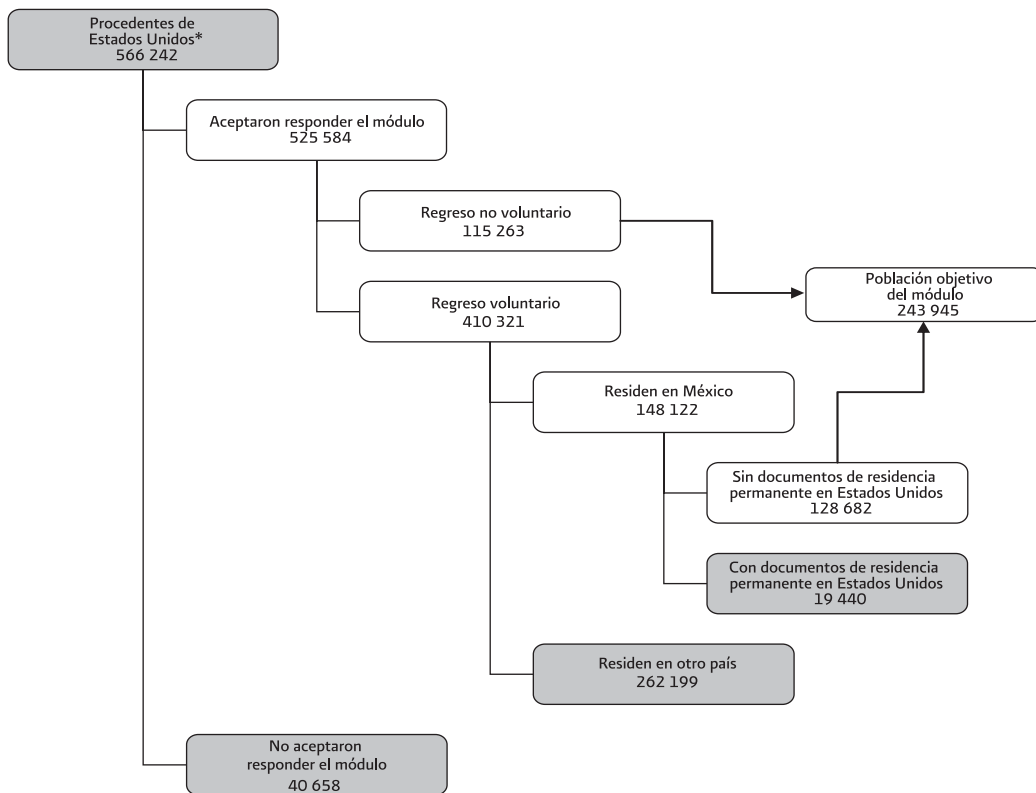 Procedentes de
Estados Unidos*
566 242
Aceptaron responder el módulo
525 584
Regreso no voluntario
115 263
Regreso voluntario
410 321
Población objetivo
del módulo
243 945
Residen en México
148 122
Sin documentos de residencia
permanente en Estados Unidos
128 682
Con documentos de residencia
permanente en Estados Unidos
19 440
Residen en otro país
262 199
No aceptaron
responder el módulo
40 658